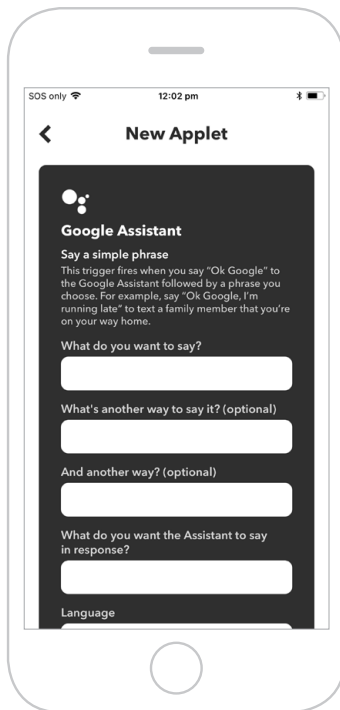 SOS only 12:02 pm
New Applet
Google Assistant
Say a simple phrase
This trigger fires when you say "Ok Google" to
the Google Assistant followed by a phrase you
choose. For example, say "Ok Google, I'm
running late" to text a family member that you're
on your way home.
What do you want to say?
What's another way to say it? (optional)
And another way? (optional)
What do you want the Assistant to say
in response?
Language